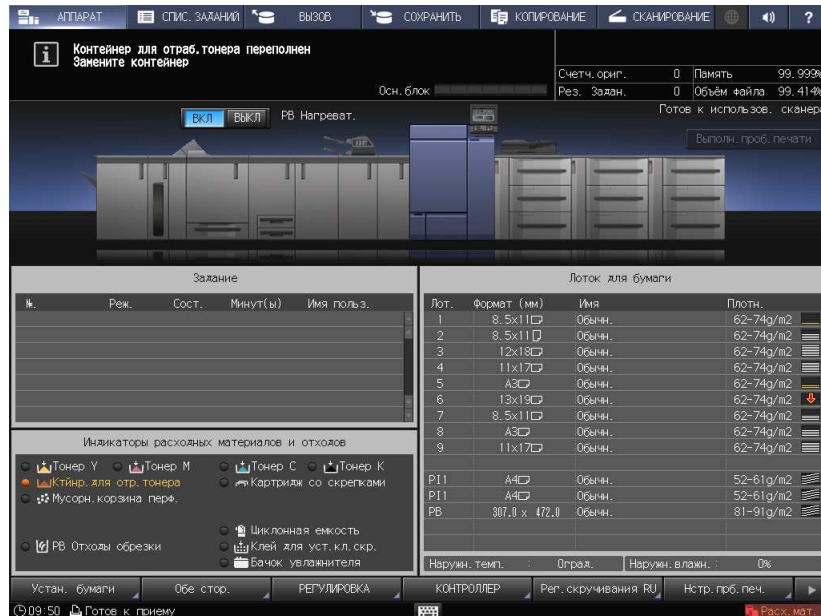 АППАРАТ СПИС. ЗАДАНИЙ ВЫЗОВ СОХРАНИТЬ КОПИРОВАНИЕ СКАНИРОВАНИЕ ?
Контейнер для отраб.тонера переполнен
Замените контейнер
Счетч.ориг. 0 Память 99.999%
Осн.блок Рез. Задан. 0 Объём файла 99.414%
Готов к использов. сканера
ВКЛ ВЫКЛ PB Нагреват.
Выполн.проб.печати
Задание
№. Реж. Сост. Минут(ы) Имя польз.
Лоток для бумаги
Лот. Формат (мм) Имя Плотн.
1 8.5x11 Обычн. 62-74g/m2
2 8.5x11 Обычн. 62-74g/m2
3 12x18 Обычн. 62-74g/m2
4 11x17 Обычн. 62-74g/m2
5 A3 Обычн. 62-74g/m2
6 13x19 Обычн. 62-74g/m2
7 8.5x11 Обычн. 62-74g/m2
8 A3 Обычн. 62-74g/m2
9 11x17 Обычн. 62-74g/m2
PI1 A4 Обычн. 52-61g/m2
PI1 A4 Обычн. 52-61g/m2
PB 307.0 x 472.0 Обычн. 81-91g/m2
Индикаторы расходных материалов и отходов
Тонер Y Тонер M Тонер C Тонер K
Ктйнр.для отр.тонера Картридж со скрепками
Мусорн.корзина перф.
Циклонная емкость
PB Отходы обрезки Клей для уст.кл.скр.
Бачок увлажнителя
Наружн.темп. : 0град. Наружн.влажн. : 0%
Устан. бумаги Обе стор. РЕГУЛИРОВКА КОНТРОЛЛЕР Рег.скручивания RU Нстр.прб.печ.
09:50 Готов к приему Расх.мат.